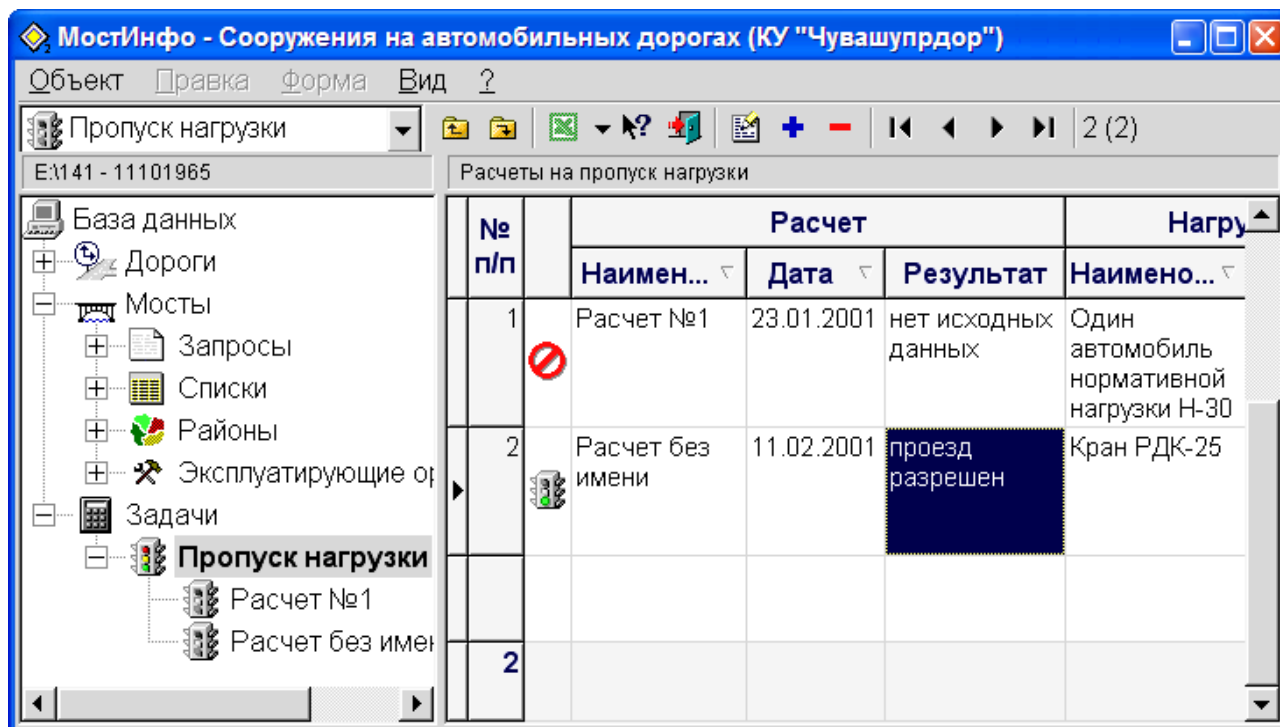 МостИнфо - Сооружения на автомобильных дорогах (КУ "Чувашупрдор")
Объект Правка Форма Вид ?
Пропуск нагрузки
2 (2)
E:\141 - 11101965
Расчеты на пропуск нагрузки
База данных
Дороги
Мосты
Запросы
Списки
Районы
Эксплуатирующие ор
Задачи
Пропуск нагрузки
Расчет №1
Расчет без имен
№ п/п
Расчет
Нагру
Наимен...
Дата
Результат
Наимено...
1
Расчет №1
23.01.2001
нет исходных
данных
Один
автомобиль
нормативной
нагрузки Н-30
2
Расчет без
имени
11.02.2001
проезд
разрешен
Кран РДК-25
2